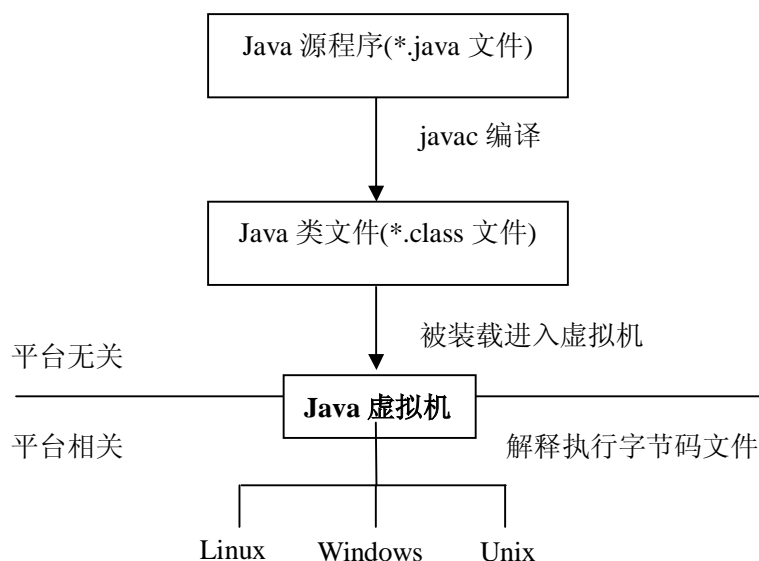 Java 源程序(*.java 文件)
javac 编译
Java 类文件(*.class 文件)
被装载进入虚拟机
平台无关
Java 虚拟机
平台相关
解释执行字节码文件
Linux Windows Unix